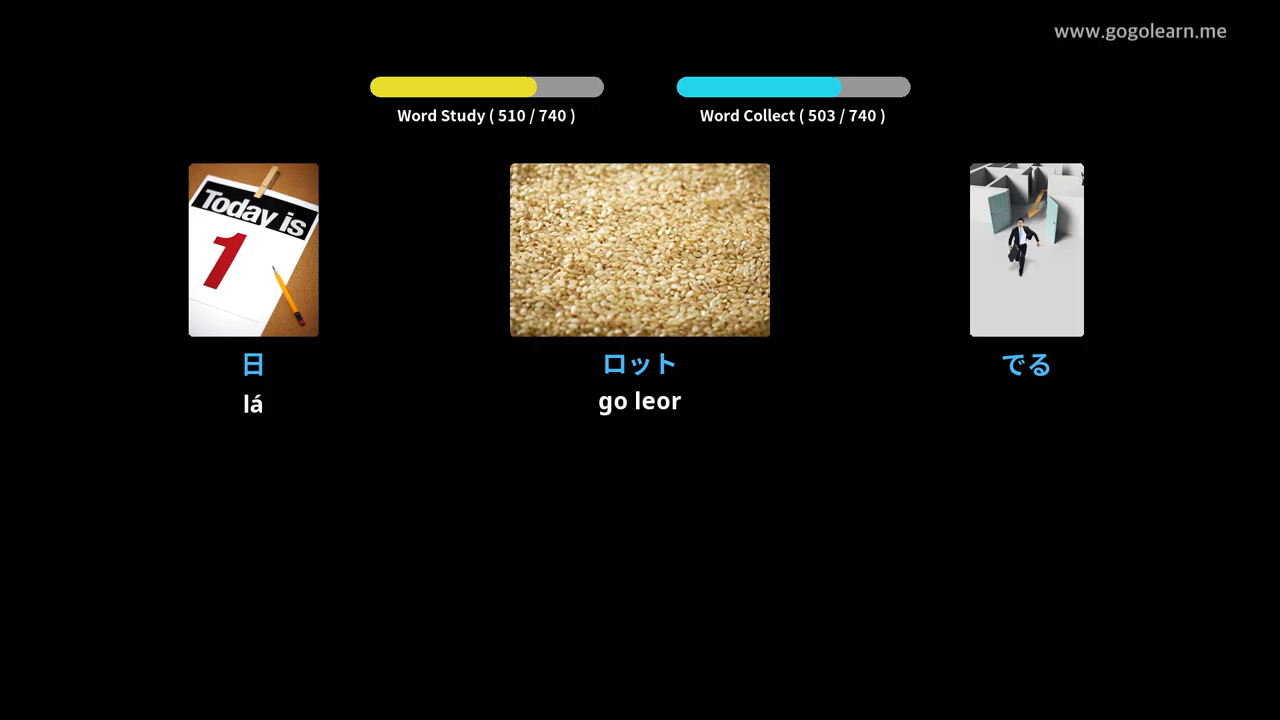 www.gogolearn.me
Word Study ( 510 / 740 )
Word Collect ( 503 / 740 )
Today is
1
日
ロット
でる
lá
go leor